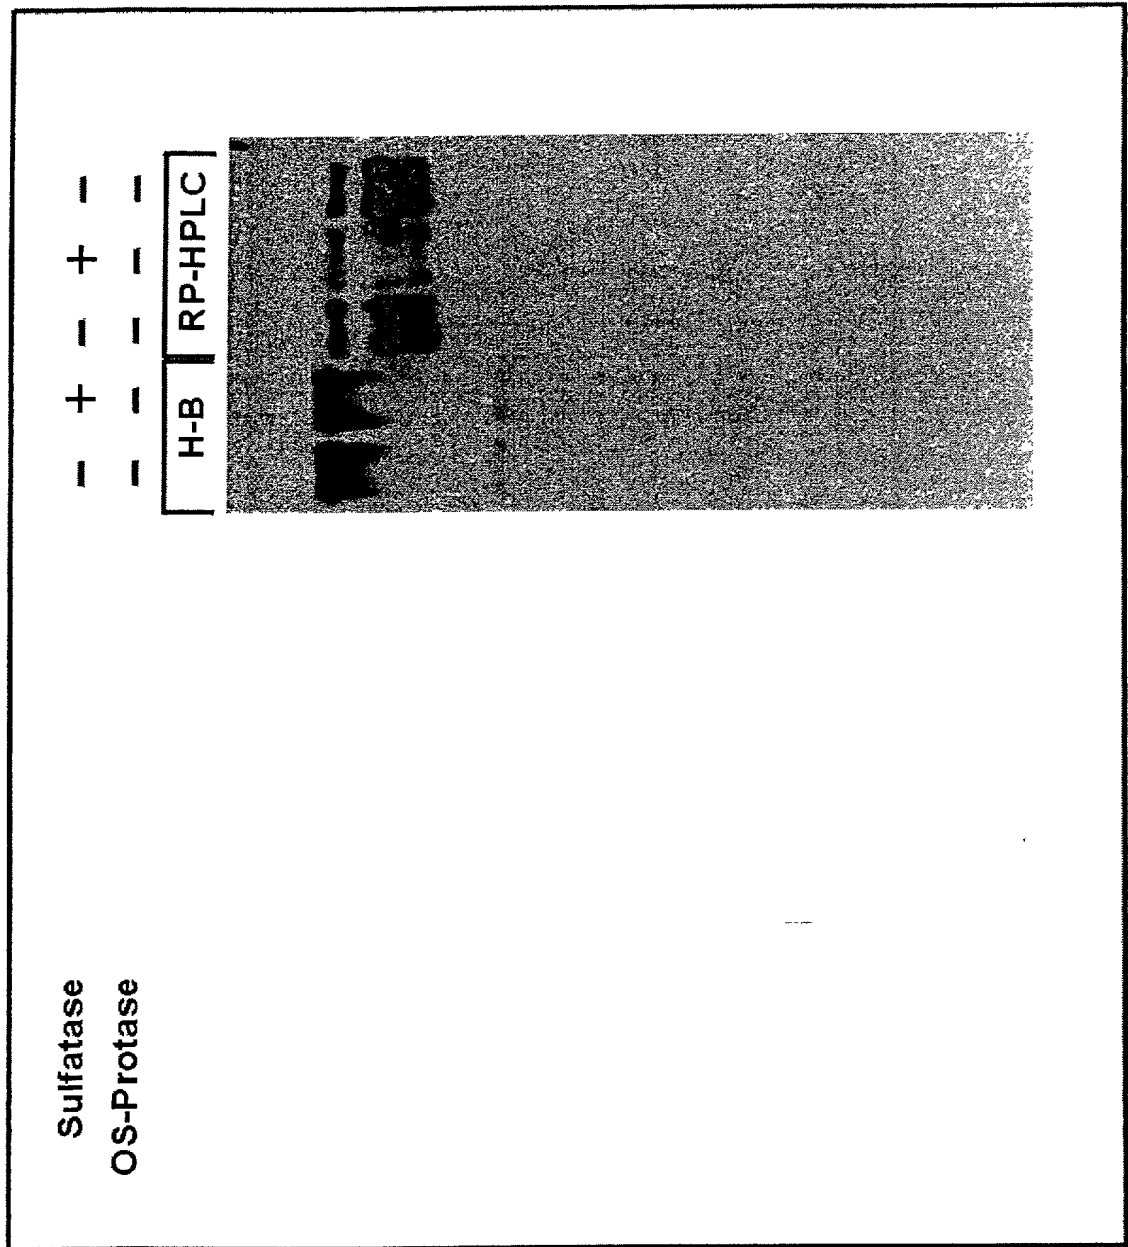 Sulfatase - + - + -
OS-Protase - - - - -
H-B RP-HPLC